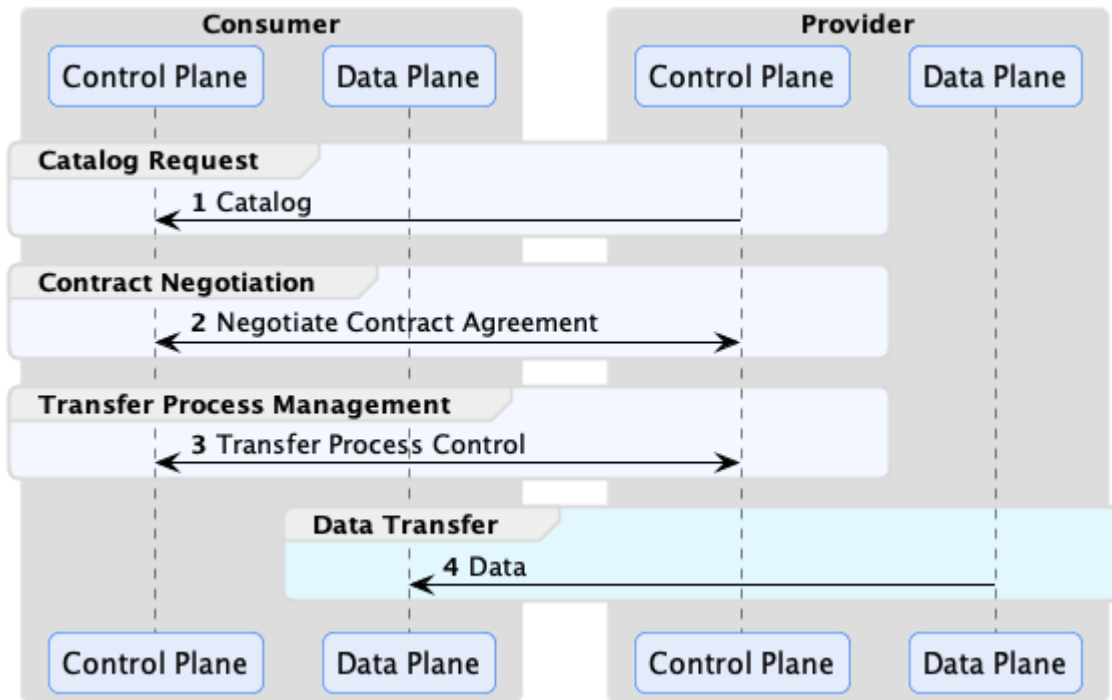 Consumer
Provider
Control Plane
Data Plane
Control Plane
Data Plane
Catalog Request
1 Catalog
Contract Negotiation
2 Negotiate Contract Agreement
Transfer Process Management
3 Transfer Process Control
Data Transfer
4 Data
Control Plane
Data Plane
Control Plane
Data Plane